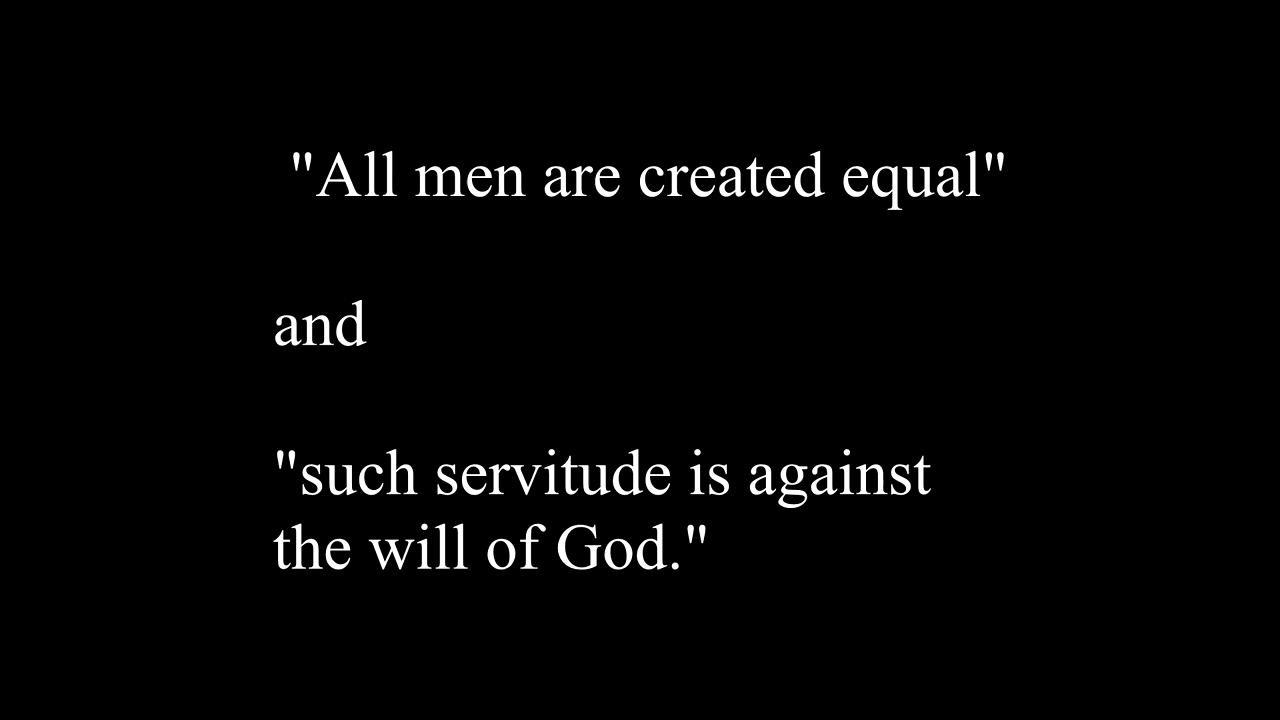 "All men are created equal"
and
"such servitude is against
the will of God."